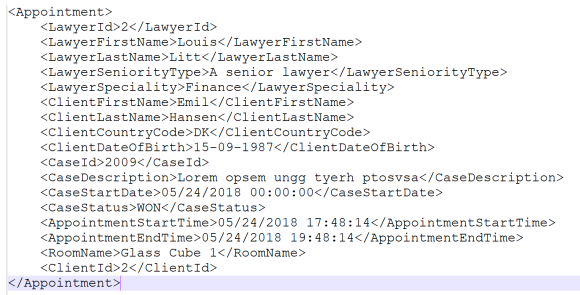 <Appointment>
    <LawyerId>2</LawyerId>
    <LawyerFirstName>Louis</LawyerFirstName>
    <LawyerLastName>Litt</LawyerLastName>
    <LawyerSeniorityType>A senior lawyer</LawyerSeniorityType>
    <LawyerSpeciality>Finance</LawyerSpeciality>
    <ClientFirstName>Emil</ClientFirstName>
    <ClientLastName>Hansen</ClientLastName>
    <ClientCountryCode>DK</ClientCountryCode>
    <ClientDateOfBirth>15-09-1987</ClientDateOfBirth>
    <CaseId>2009</CaseId>
    <CaseDescription>Lorem opsem ungg tyerh ptosvsa</CaseDescription>
    <CaseStartDate>05/24/2018 00:00:00</CaseStartDate>
    <CaseStatus>WON</CaseStatus>
    <AppointmentStartTime>05/24/2018 17:48:14</AppointmentStartTime>
    <AppointmentEndTime>05/24/2018 19:48:14</AppointmentEndTime>
    <RoomName>Glass Cube 1</RoomName>
    <ClientId>2</ClientId>
</Appointment>